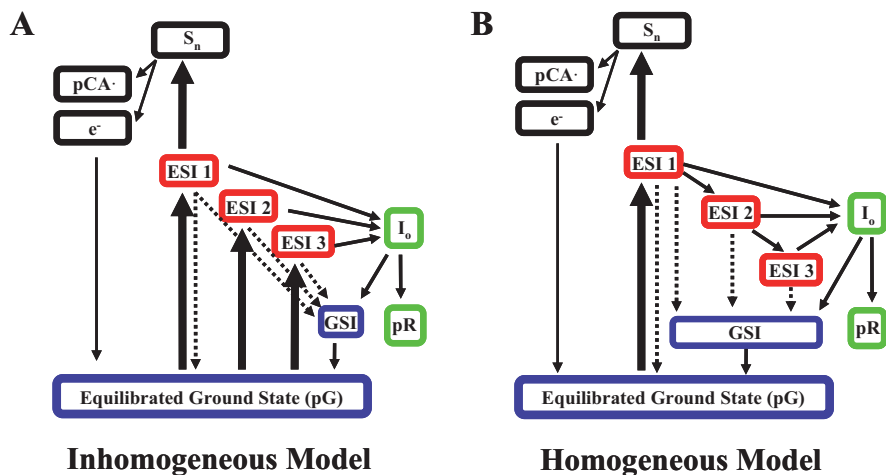 A
Sₙ
pCA·
e⁻
ESI 1
ESI 2
ESI 3
Iₒ
GSI
pR
Equilibrated Ground State (pG)
Inhomogeneous Model
B
Sₙ
pCA·
e⁻
ESI 1
ESI 2
ESI 3
Iₒ
GSI
pR
Equilibrated Ground State (pG)
Homogeneous Model